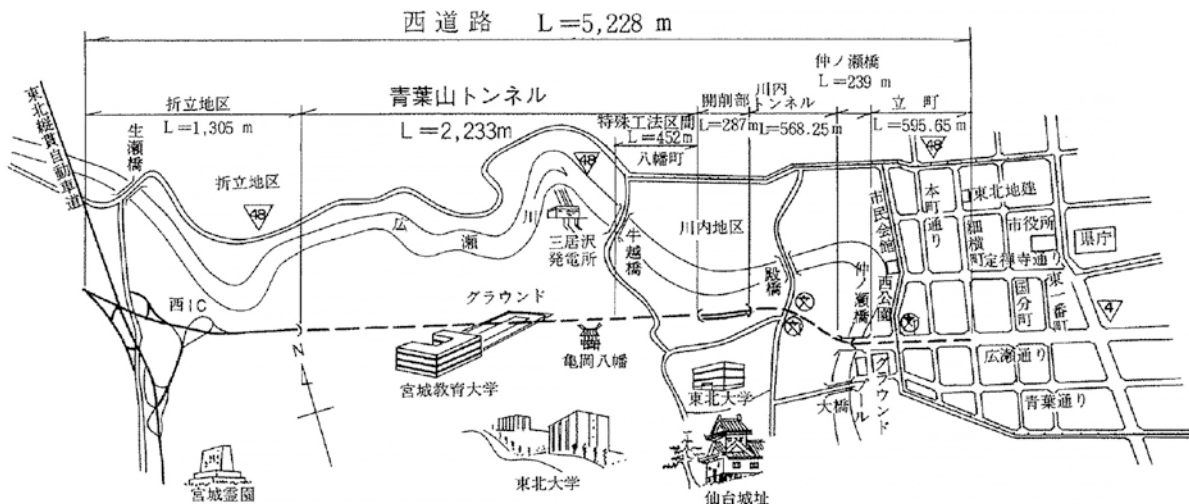 西道路 L=5,228 m
仲ノ瀬橋
L=239 m
折立地区
L=1,305 m
青葉山トンネル
L=2,233m
特殊工法区間
L=452m
開削部
L=287m
川内
トンネル
L=568.25m
立町
L=595.65 m
東北縦貫自動車道
生瀬橋
折立地区
48
広瀬川
48
三居沢
発電所
八幡町
牛越橋
川内地区
澱橋
仲ノ瀬橋
市民会館
西公園
48
本町通り
細横町
東北地建
市役所
県庁
定禅寺通り
国分町
東一番町
4
広瀬通り
青葉通り
西IC
N
グラウンド
宮城教育大学
亀岡八幡
東北大学
大橋
プール
グラウンド
宮城霊園
東北大学
仙台城址